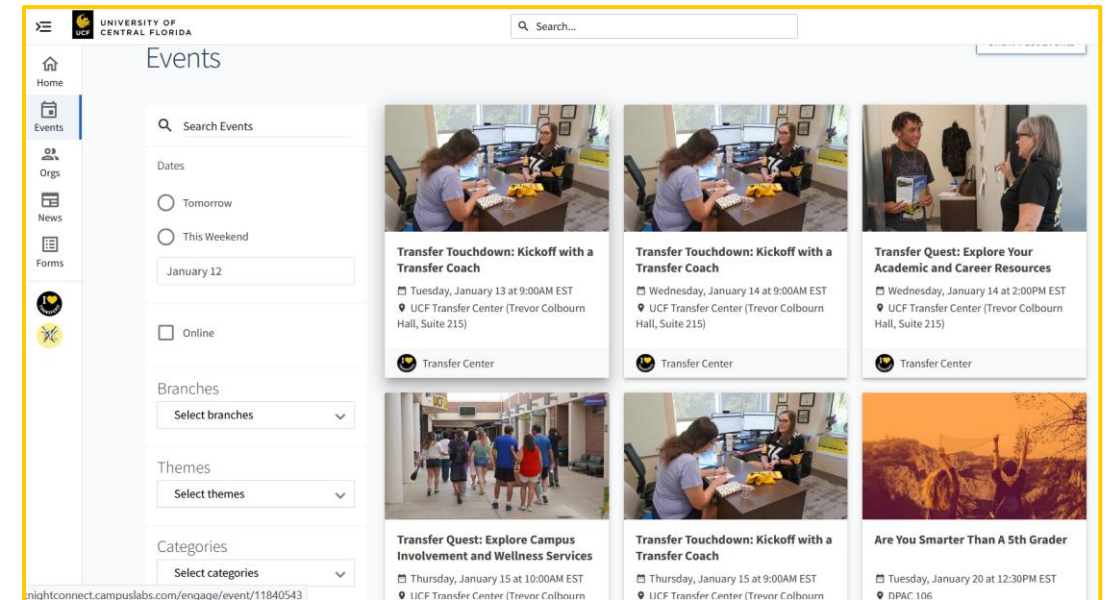 UNIVERSITY OF
CENTRAL FLORIDA
UCF
Search...
Home
Events
Orgs
News
Forms
Events
Search Events
Dates
Tomorrow
This Weekend
January 12
Online
Branches
Select branches
Themes
Select themes
Categories
Select categories
Transfer Touchdown: Kickoff with a
Transfer Coach
Tuesday, January 13 at 9:00AM EST
UCF Transfer Center (Trevor Colbourn
Hall, Suite 215)
Transfer Center
Transfer Touchdown: Kickoff with a
Transfer Coach
Wednesday, January 14 at 9:00AM EST
UCF Transfer Center (Trevor Colbourn
Hall, Suite 215)
Transfer Center
Transfer Quest: Explore Your
Academic and Career Resources
Wednesday, January 14 at 2:00PM EST
UCF Transfer Center (Trevor Colbourn
Hall, Suite 215)
Transfer Center
Transfer Quest: Explore Campus
Involvement and Wellness Services
Thursday, January 15 at 10:00AM EST
UCF Transfer Center (Trevor Colbourn
Transfer Touchdown: Kickoff with a
Transfer Coach
Thursday, January 15 at 9:00AM EST
UCF Transfer Center (Trevor Colbourn
Are You Smarter Than A 5th Grader
Tuesday, January 20 at 12:30PM EST
DPAC 106
nightconnect.campuslabs.com/engage/event/11840543